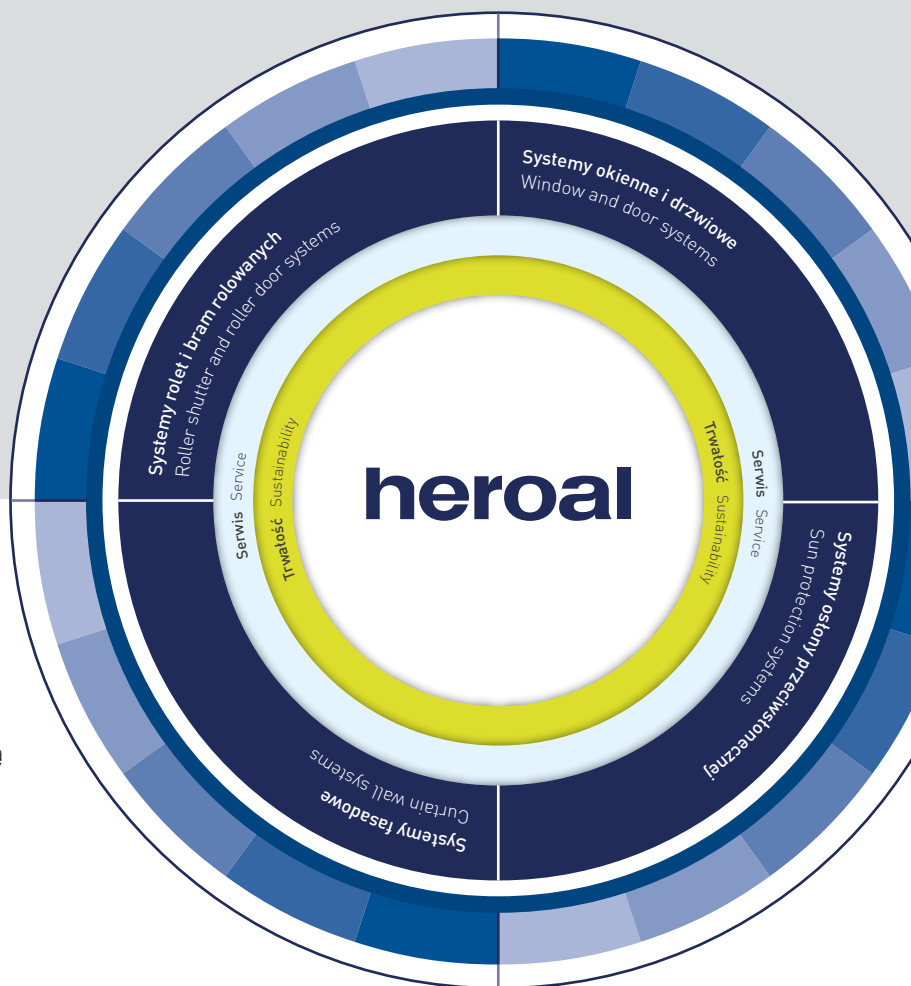 Systemy okienne i drzwiowe
Window and door systems
Systemy rolet i bram rolowanych
Roller shutter and roller door systems
Serwis Service
Trwałość Sustainability
heroal
Trwałość Sustainability
Serwis Service
Systemy osłony przeciwsłonecznej
Sun protection systems
Curtain wall systems
Systemy fasadowe